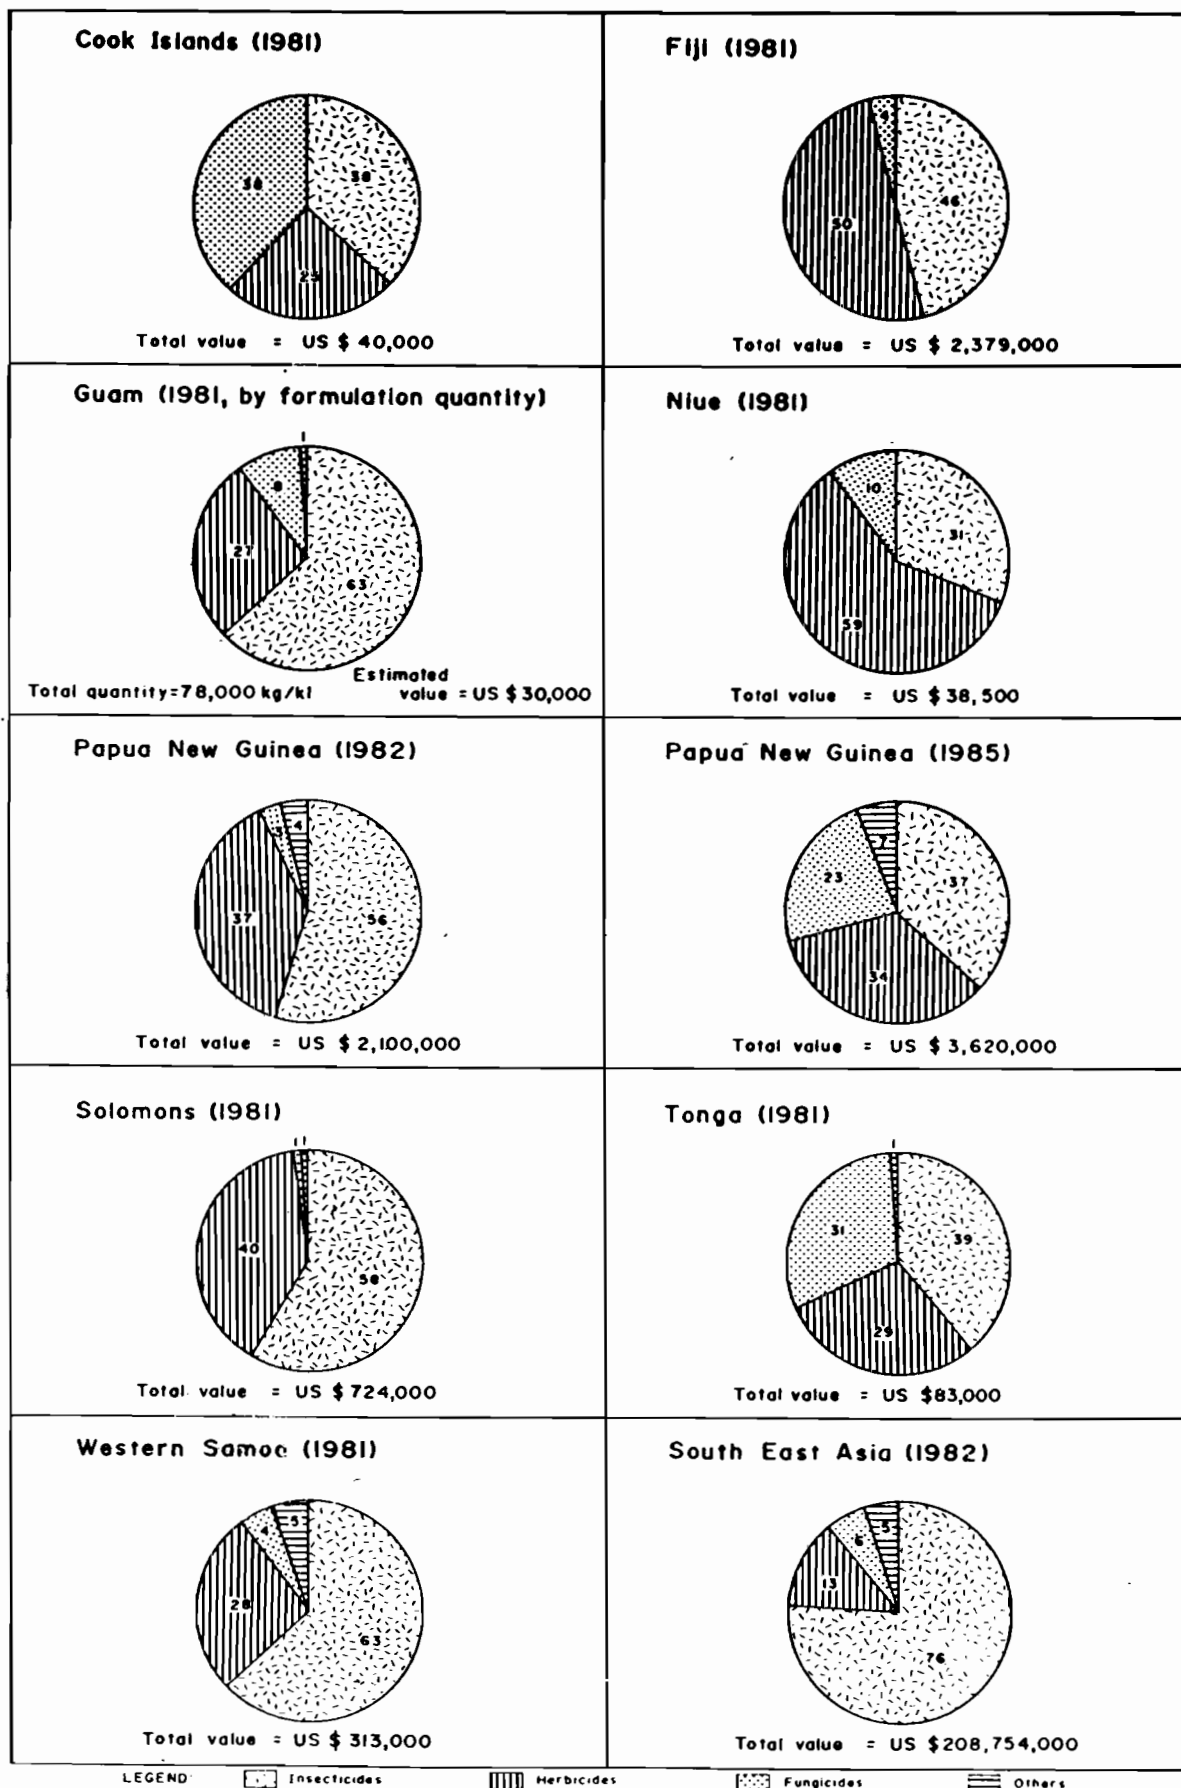 Cook Islands (1981)
38
38
25
Total value = US $ 40,000
Fiji (1981)
4
46
50
Total value = US $ 2,379,000
Guam (1981, by formulation quantity)
1
8
27
63
Total quantity=78,000 kg/kl
Estimated
value = US $30,000
Niue (1981)
10
31
59
Total value = US $38,500
Papua New Guinea (1982)
3
4
37
56
Total value = US $ 2,100,000
Papua New Guinea (1985)
7
23
37
34
Total value = US $ 3,620,000
Solomons (1981)
1 1
40
58
Total value = US $ 724,000
Tonga (1981)
1
31
39
29
Total value = US $83,000
Western Samoa (1981)
4
5
28
63
Total value = US $ 313,000
South East Asia (1982)
6
5
13
76
Total value = US $208,754,000
LEGEND: Insecticides Herbicides Fungicides Others